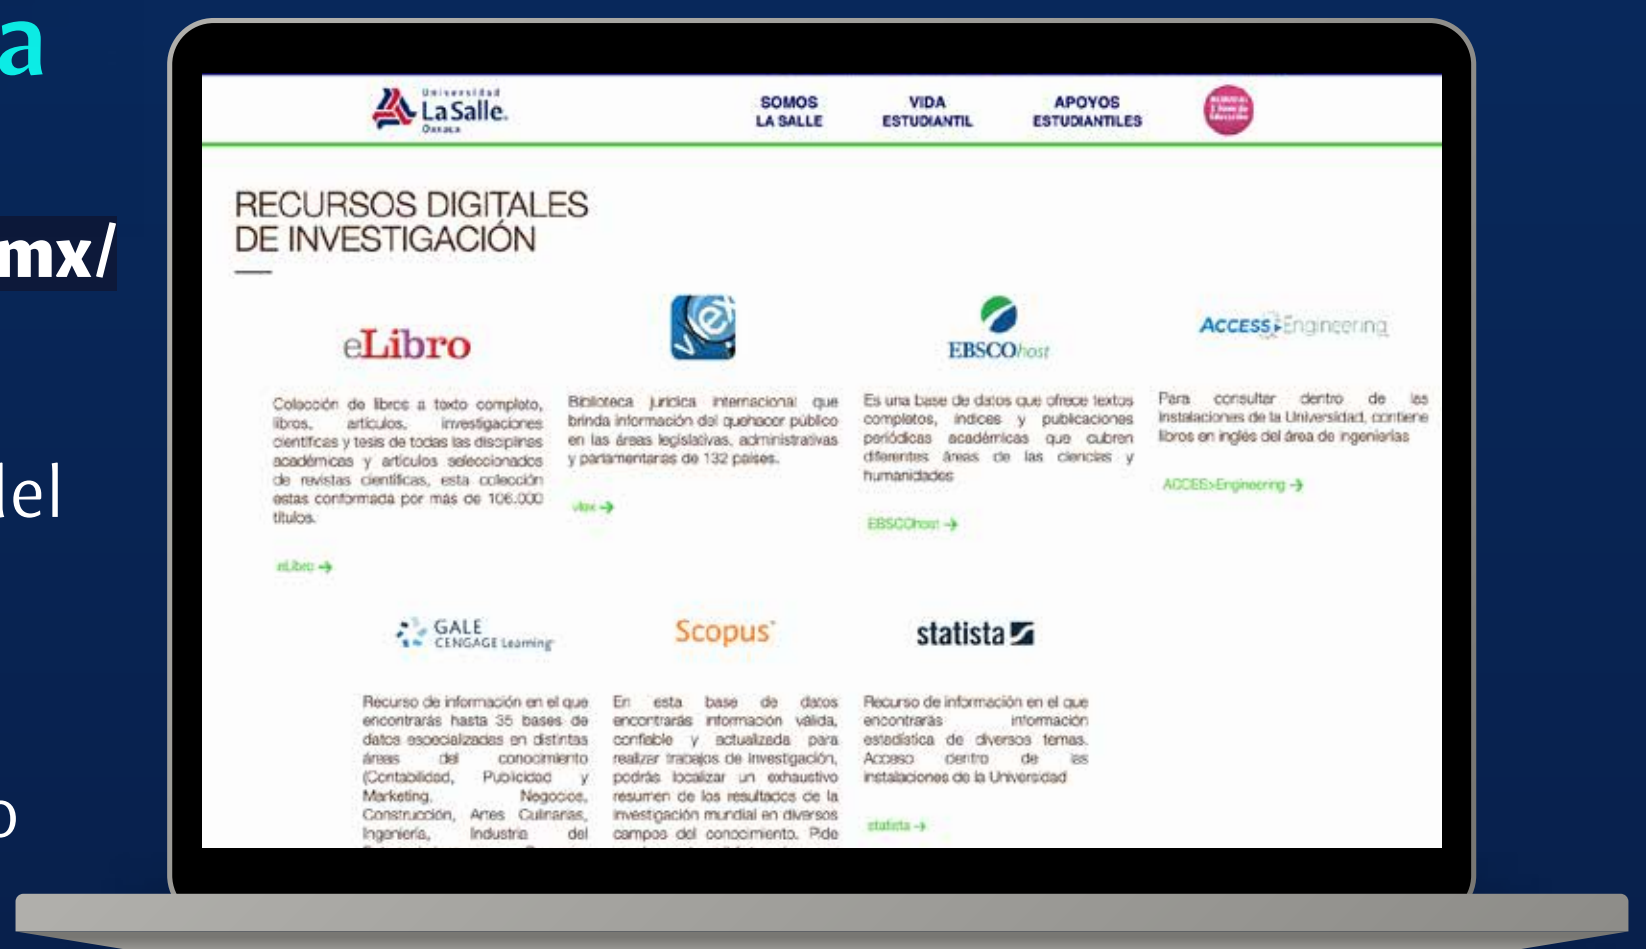 a
mx/
del
o
Universidad
La Salle.
Oaxaca
SOMOS
LA SALLE
VIDA
ESTUDIANTIL
APOYOS
ESTUDIANTILES
RECURSOS DIGITALES
DE INVESTIGACIÓN
eLibro
Colección de libros a texto completo,
libros, artículos, investigaciones
científicas y tesis de todas las disciplinas
académicas y artículos seleccionados
de revistas científicas, esta colección
estas conformada por más de 106.000
títulos.
eLibro →
vLex
Biblioteca jurídica internacional que
brinda información del quehacer público
en las áreas legislativas, administrativas
y parlamentarias de 132 países.
vlex →
EBSCOhost
Es una base de datos que ofrece textos
completos, índices y publicaciones
periódicas académicas que cubren
diferentes áreas de las ciencias y
humanidades
EBSCOhost →
ACCESS Engineering
Para consultar dentro de las
instalaciones de la Universidad, contiene
libros en inglés del área de ingenierías
ACCES>Engineering →
GALE
CENGAGE Learning
Recurso de información en el que
encontrarás hasta 35 bases de
datos especializadas en distintas
áreas del conocimiento
(Contabilidad, Publicidad y
Marketing, Negocios,
Construcción, Artes Culinarias,
Ingeniería, Industria del
Scopus
En esta base de datos
encontrarás información válida,
confiable y actualizada para
realizar trabajos de investigación,
podrás localizar un exhaustivo
resumen de los resultados de la
investigación mundial en diversos
campos del conocimiento. Pide
statista
Recurso de información en el que
encontrarás información
estadística de diversos temas.
Acceso dentro de las
instalaciones de la Universidad
statista →